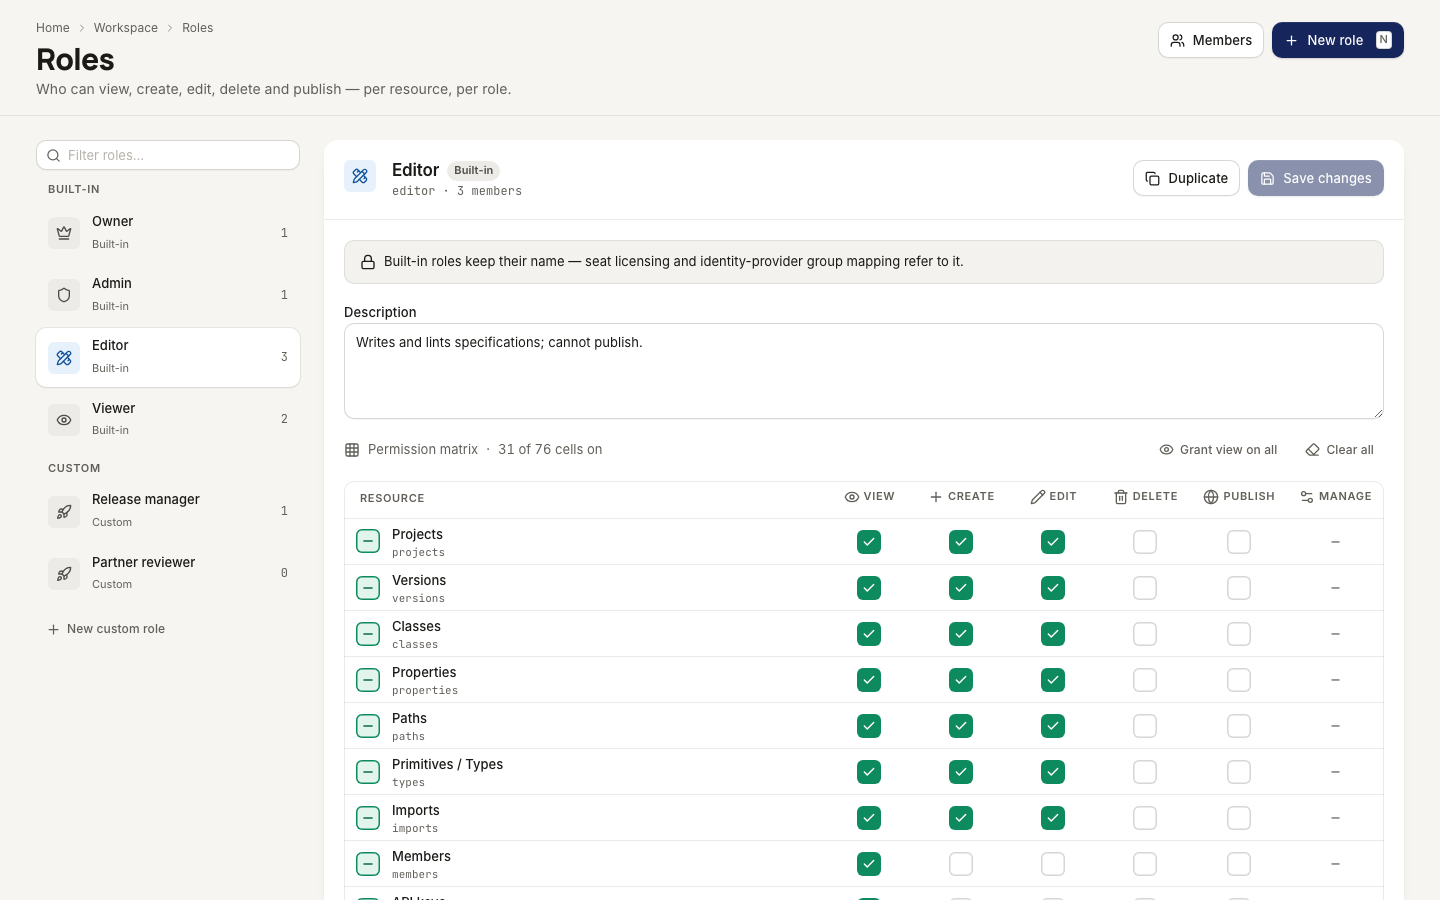 Home > Workspace > Roles
Roles
Who can view, create, edit, delete and publish — per resource, per role.
Members
New role N
Filter roles...
BUILT-IN
Owner
Built-in
1
Admin
Built-in
1
Editor
Built-in
3
Viewer
Built-in
2
CUSTOM
Release manager
Custom
1
Partner reviewer
Custom
0
New custom role
Editor Built-in
editor · 3 members
Duplicate
Save changes
Built-in roles keep their name — seat licensing and identity-provider group mapping refer to it.
Description
Writes and lints specifications; cannot publish.
Permission matrix · 31 of 76 cells on
Grant view on all
Clear all
RESOURCE VIEW CREATE EDIT DELETE PUBLISH MANAGE
Projects
projects
Versions
versions
Classes
classes
Properties
properties
Paths
paths
Primitives / Types
types
Imports
imports
Members
members